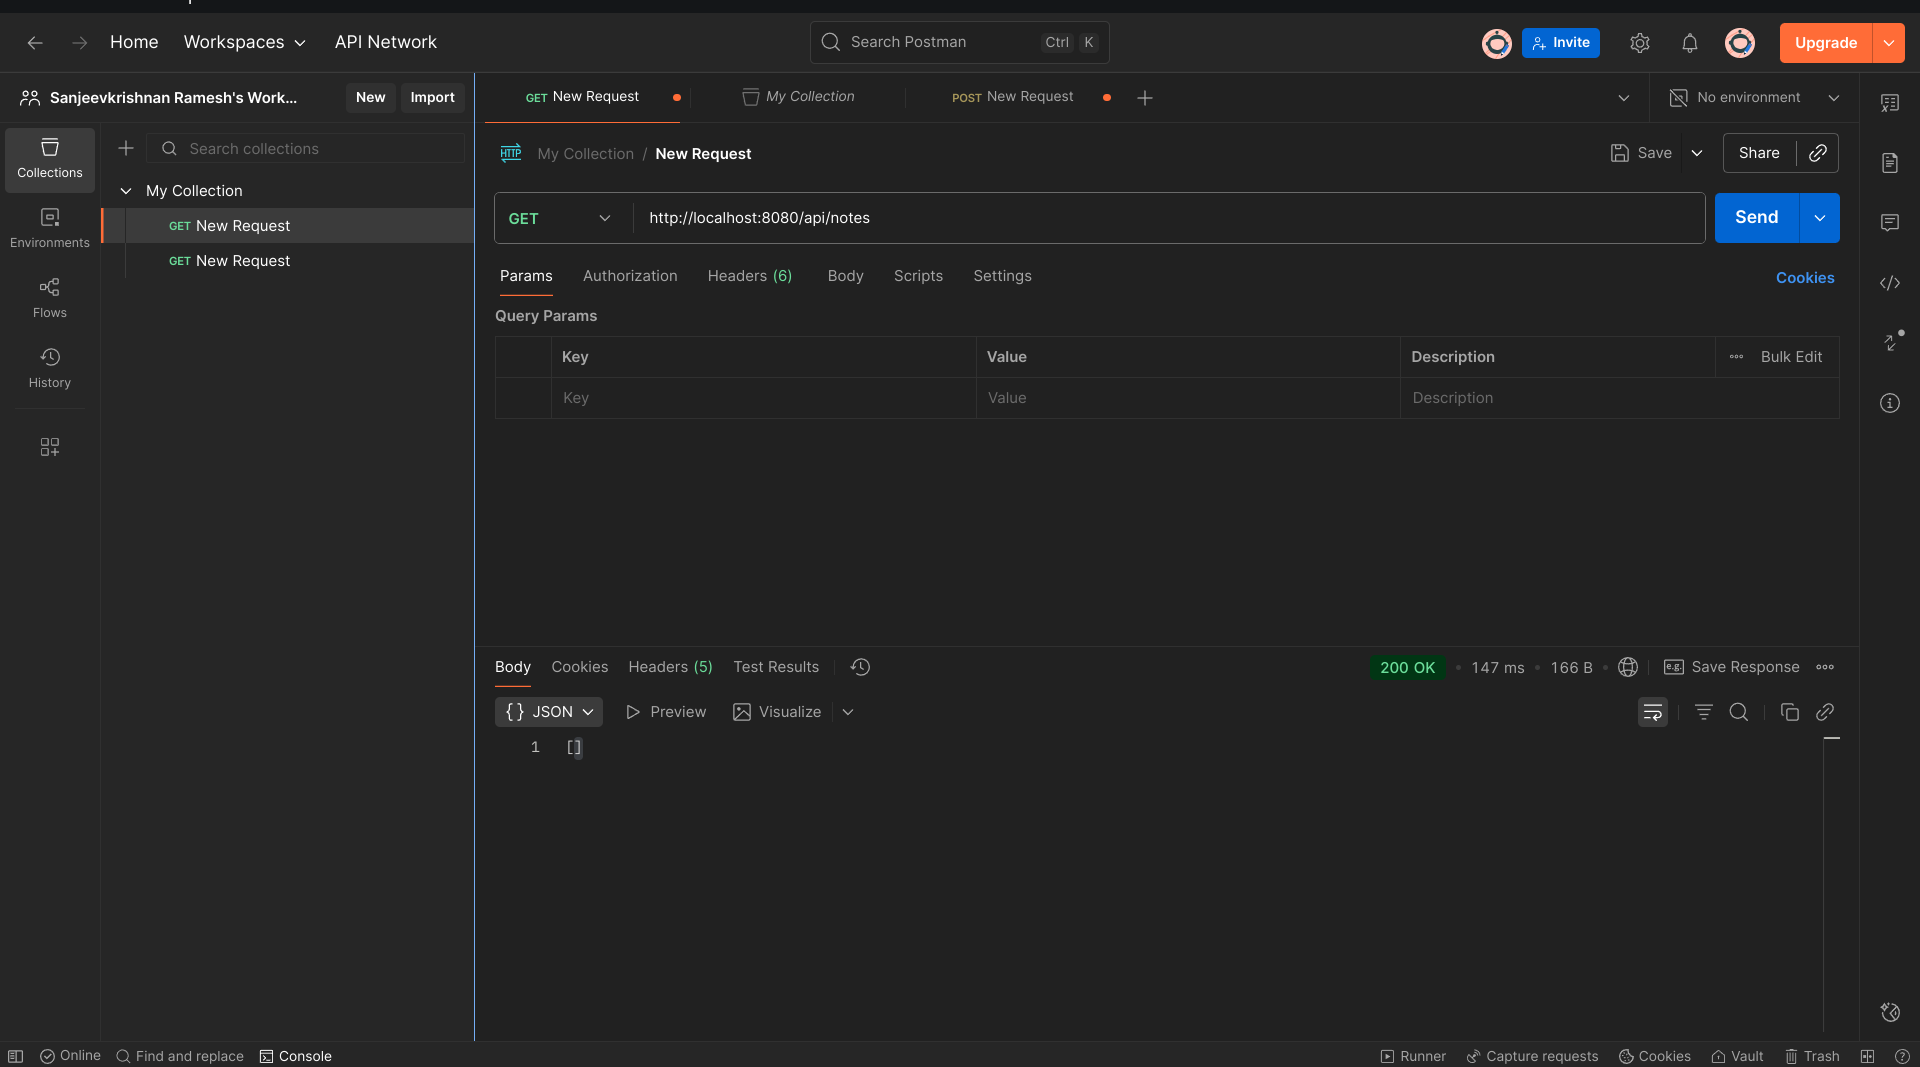 Home Workspaces API Network Search Postman Ctrl K Invite Upgrade
Sanjeevkrishnan Ramesh's Work... New Import
GET New Request My Collection POST New Request No environment
Collections
Environments
Flows
History
Search collections
My Collection
GET New Request
GET New Request
HTTP My Collection / New Request Save Share
GET http://localhost:8080/api/notes Send
Params Authorization Headers (6) Body Scripts Settings Cookies
Query Params
Key Value Description Bulk Edit
Key Value Description
Body Cookies Headers (5) Test Results 200 OK • 147 ms • 166 B • e.g. Save Response
{} JSON Preview Visualize
1 []
Online Find and replace Console Runner Capture requests Cookies Vault Trash